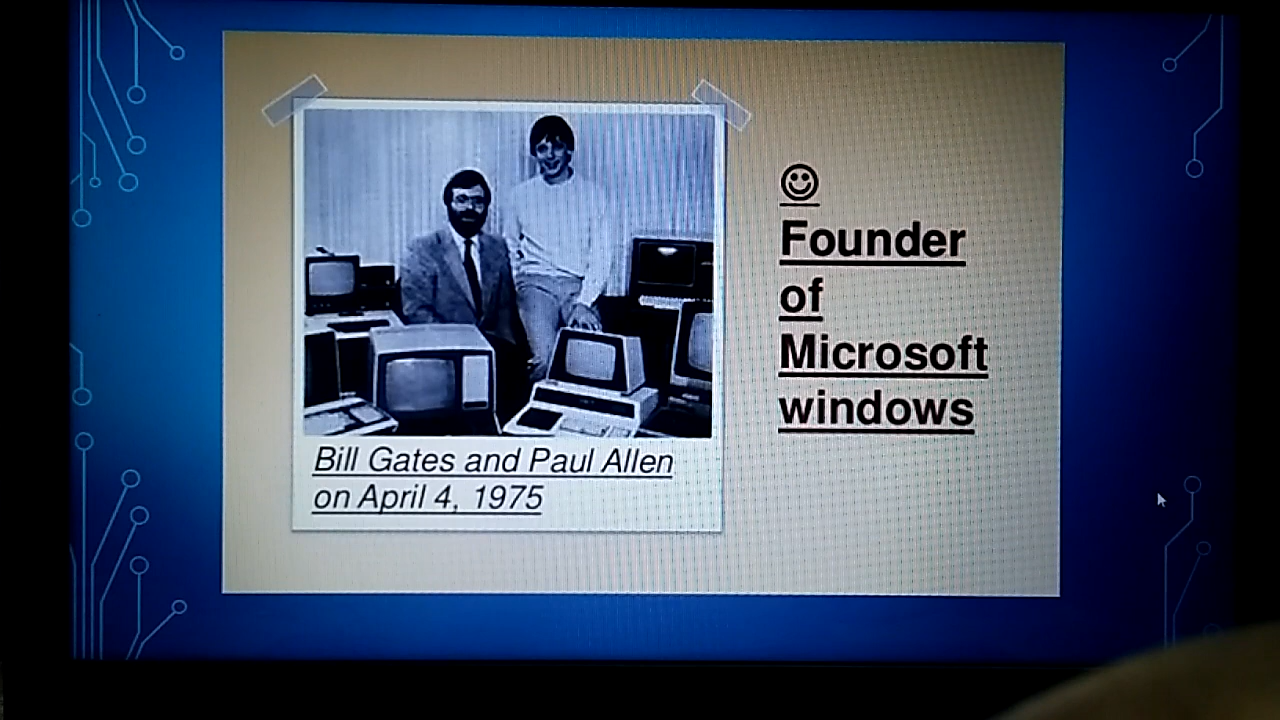 ☺
Founder
of
Microsoft
windows
Bill Gates and Paul Allen
on April 4, 1975